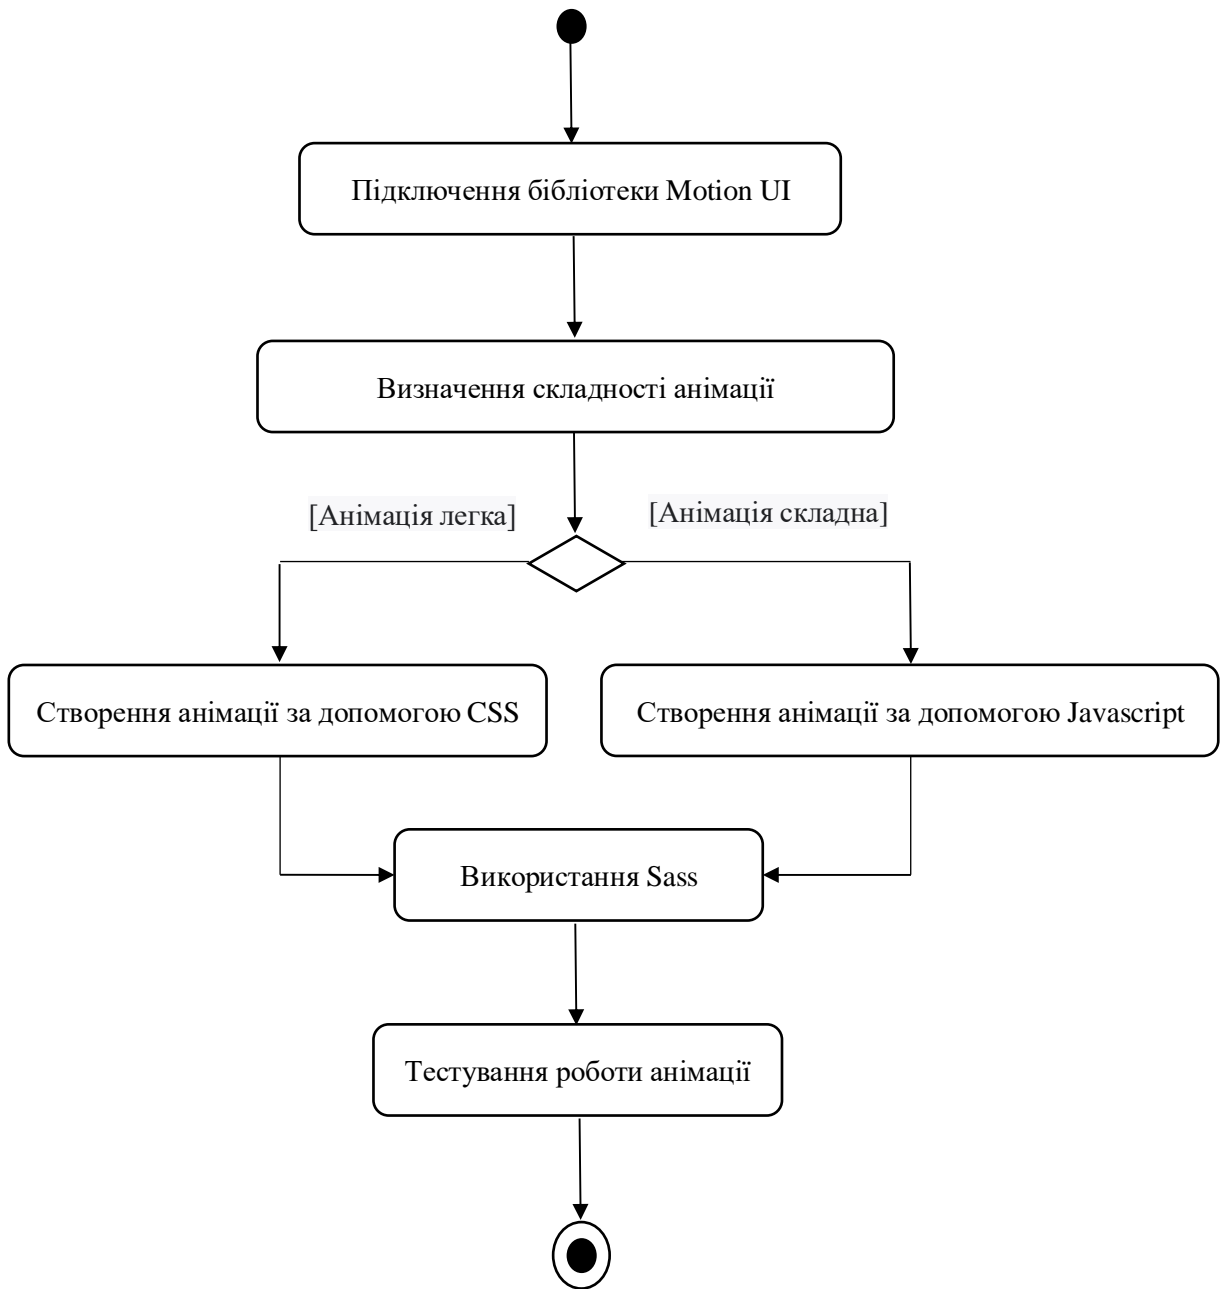 Підключення бібліотеки Motion UI
Визначення складності анімації
[Анімація легка]
[Анімація складна]
Створення анімації за допомогою CSS
Створення анімації за допомогою Javascript
Використання Sass
Тестування роботи анімації